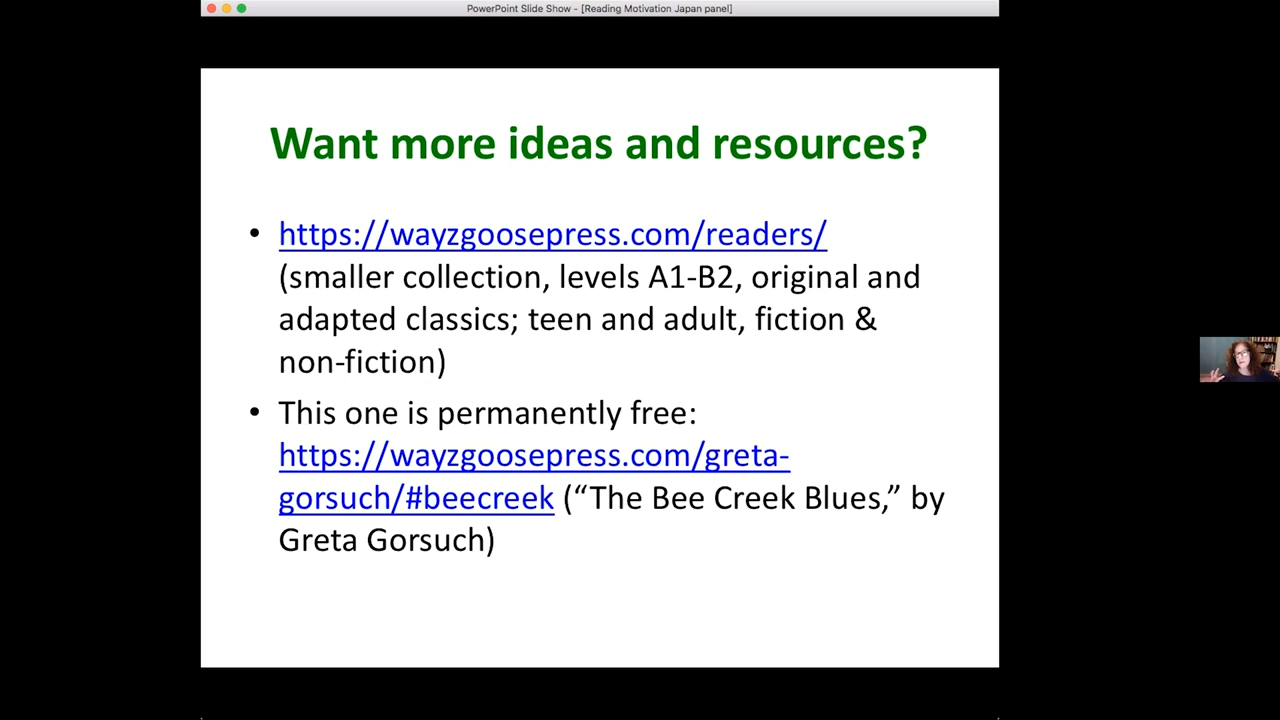 PowerPoint Slide Show - [Reading Motivation Japan panel]
Want more ideas and resources?
• https://wayzgoosepress.com/readers/
(smaller collection, levels A1-B2, original and
adapted classics; teen and adult, fiction &
non-fiction)
• This one is permanently free:
https://wayzgoosepress.com/greta-
gorsuch/#beecreek (“The Bee Creek Blues,” by
Greta Gorsuch)